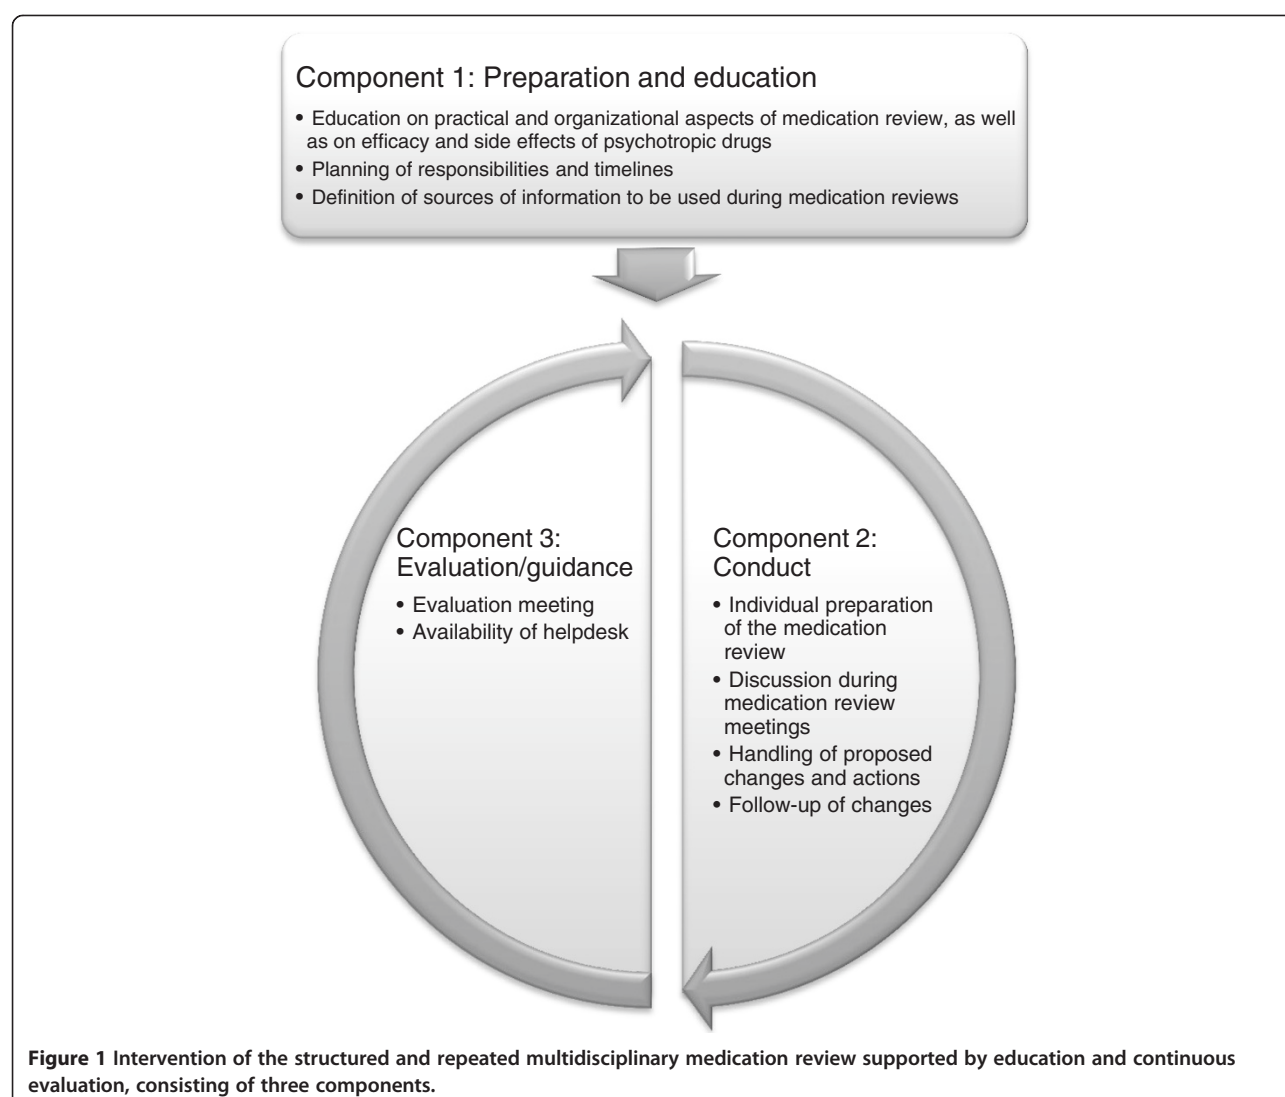 Component 1: Preparation and education
• Education on practical and organizational aspects of medication review, as well
as on efficacy and side effects of psychotropic drugs
• Planning of responsibilities and timelines
• Definition of sources of information to be used during medication reviews
Component 3:
Evaluation/guidance
• Evaluation meeting
• Availability of helpdesk
Component 2:
Conduct
• Individual preparation
of the medication
review
• Discussion during
medication review
meetings
• Handling of proposed
changes and actions
• Follow-up of changes
Figure 1 Intervention of the structured and repeated multidisciplinary medication review supported by education and continuous
evaluation, consisting of three components.